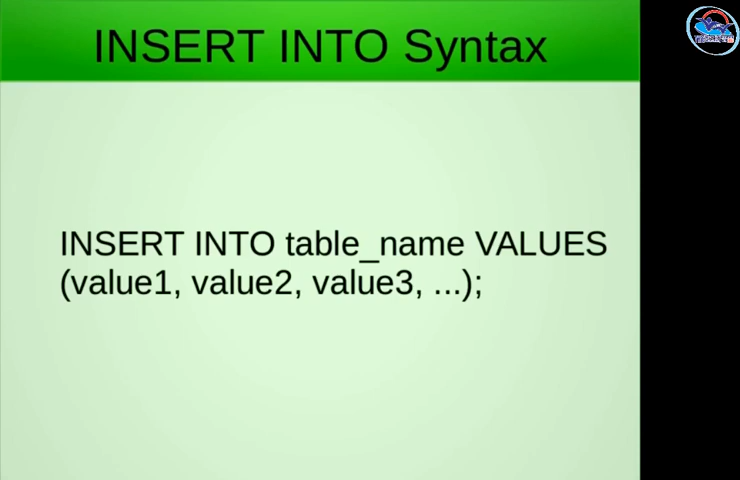 INSERT INTO Syntax
INSERT INTO table_name VALUES
(value1, value2, value3, ...);